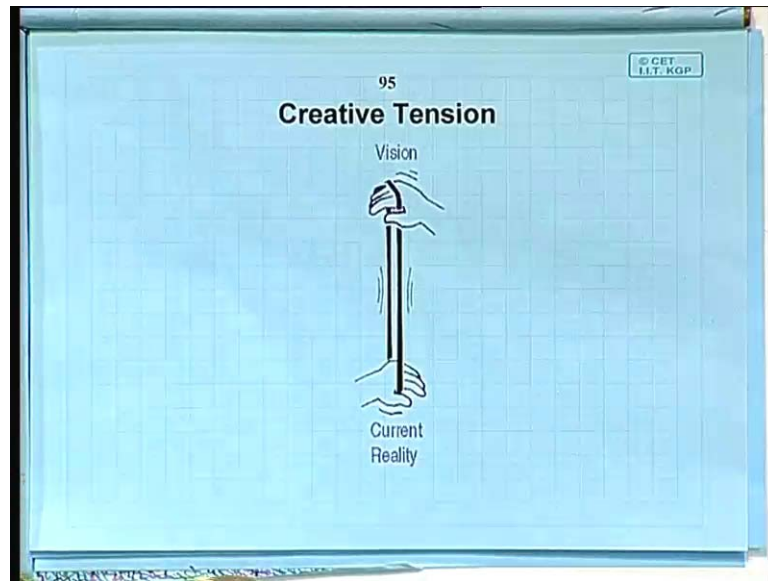 © CET
I.I.T. KGP
95
Creative Tension
Vision
Current
Reality